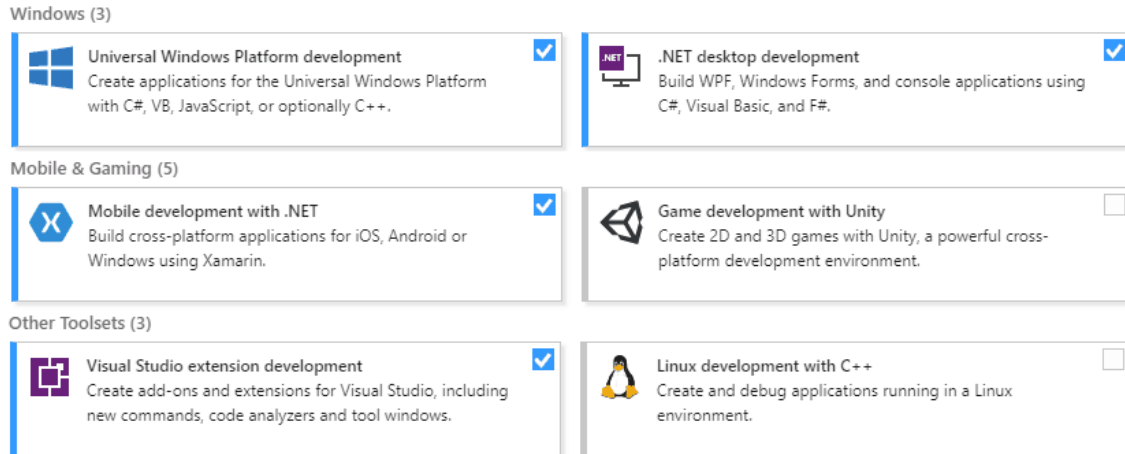 Windows (3)
Universal Windows Platform development
Create applications for the Universal Windows Platform
with C#, VB, JavaScript, or optionally C++.
.NET
.NET desktop development
Build WPF, Windows Forms, and console applications using
C#, Visual Basic, and F#.
Mobile & Gaming (5)
Mobile development with .NET
Build cross-platform applications for iOS, Android or
Windows using Xamarin.
Game development with Unity
Create 2D and 3D games with Unity, a powerful cross-
platform development environment.
Other Toolsets (3)
Visual Studio extension development
Create add-ons and extensions for Visual Studio, including
new commands, code analyzers and tool windows.
Linux development with C++
Create and debug applications running in a Linux
environment.